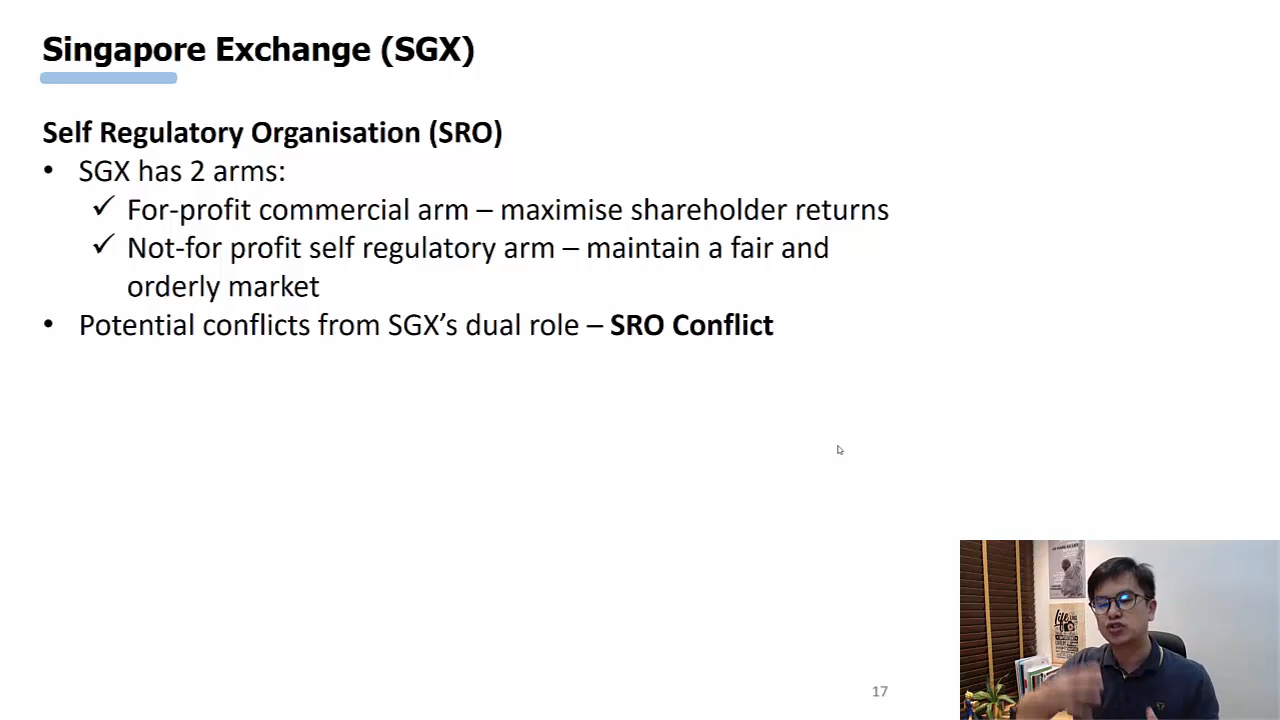 Singapore Exchange (SGX)
Self Regulatory Organisation (SRO)
• SGX has 2 arms:
✓ For-profit commercial arm – maximise shareholder returns
✓ Not-for profit self regulatory arm – maintain a fair and
orderly market
• Potential conflicts from SGX’s dual role – SRO Conflict
Life
17